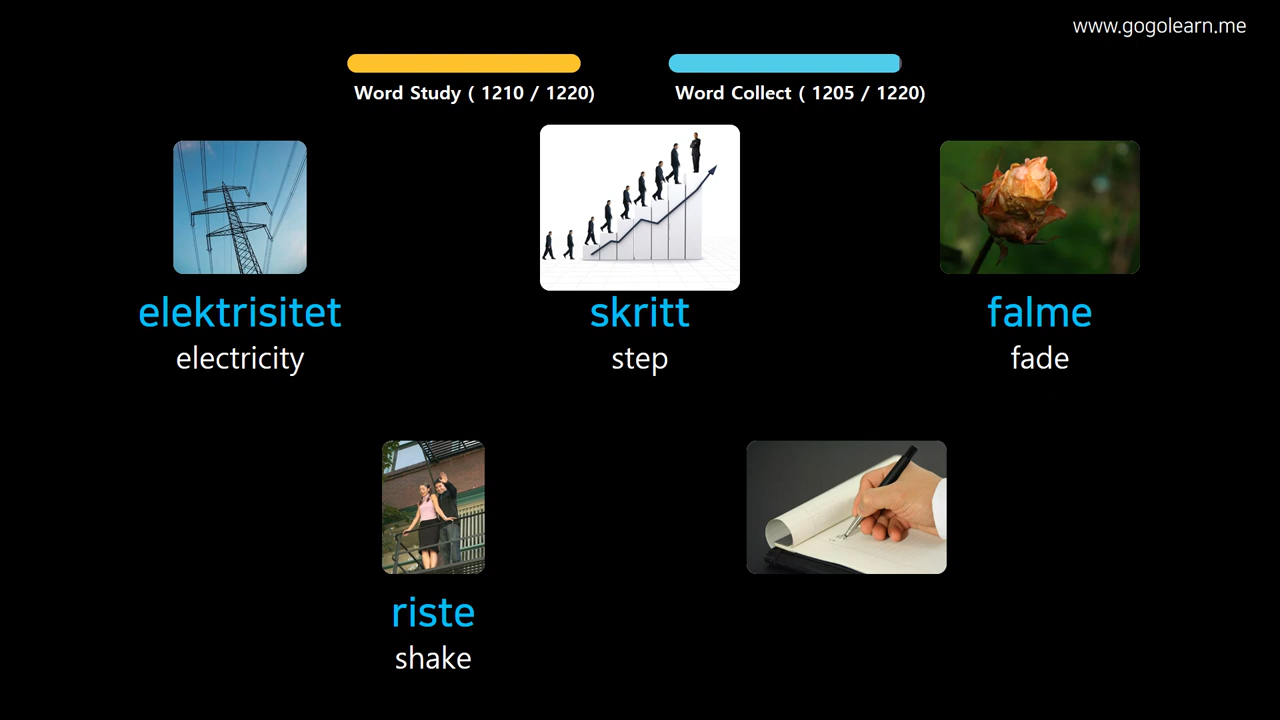 www.gogolearn.me
Word Study ( 1210 / 1220)
Word Collect ( 1205 / 1220)
elektrisitet
electricity
skritt
step
falme
fade
riste
shake